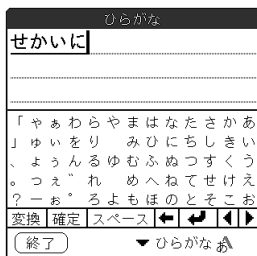 ひらがな
せかいに
「 ゃ ぁ わ ら や ま は な た さ か あ
」 ゅ ぃ を り み ひ に ち し き い
、 ょ ぅ ん る ゆ む ふ ぬ つ す く う
。 っ ぇ ゛ れ め へ ね て せ け え
? ー ぉ ゜ ろ よ も ほ の と そ こ お
変換 確定 スペース
終了 ひらがな あ